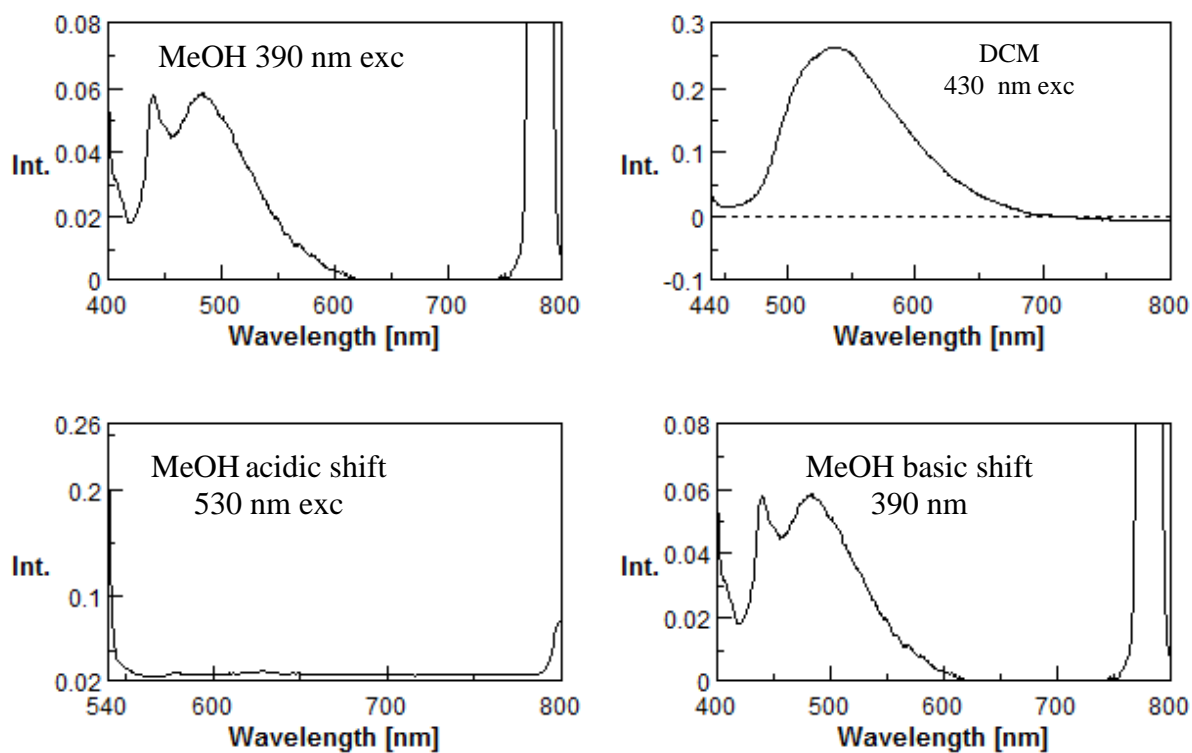 0.08
MeOH 390 nm exc
0.06
Int.
0.04
0.02
0
400
500
600
700
800
Wavelength [nm]
0.3
DCM
430 nm exc
0.2
Int.
0.1
0
-0.1
440
500
600
700
800
Wavelength [nm]
0.26
MeOH acidic shift
0.2
530 nm exc
Int.
0.1
0.02
540
600
700
800
Wavelength [nm]
0.08
MeOH basic shift
0.06
390 nm
Int.
0.04
0.02
0
400
500
600
700
800
Wavelength [nm]